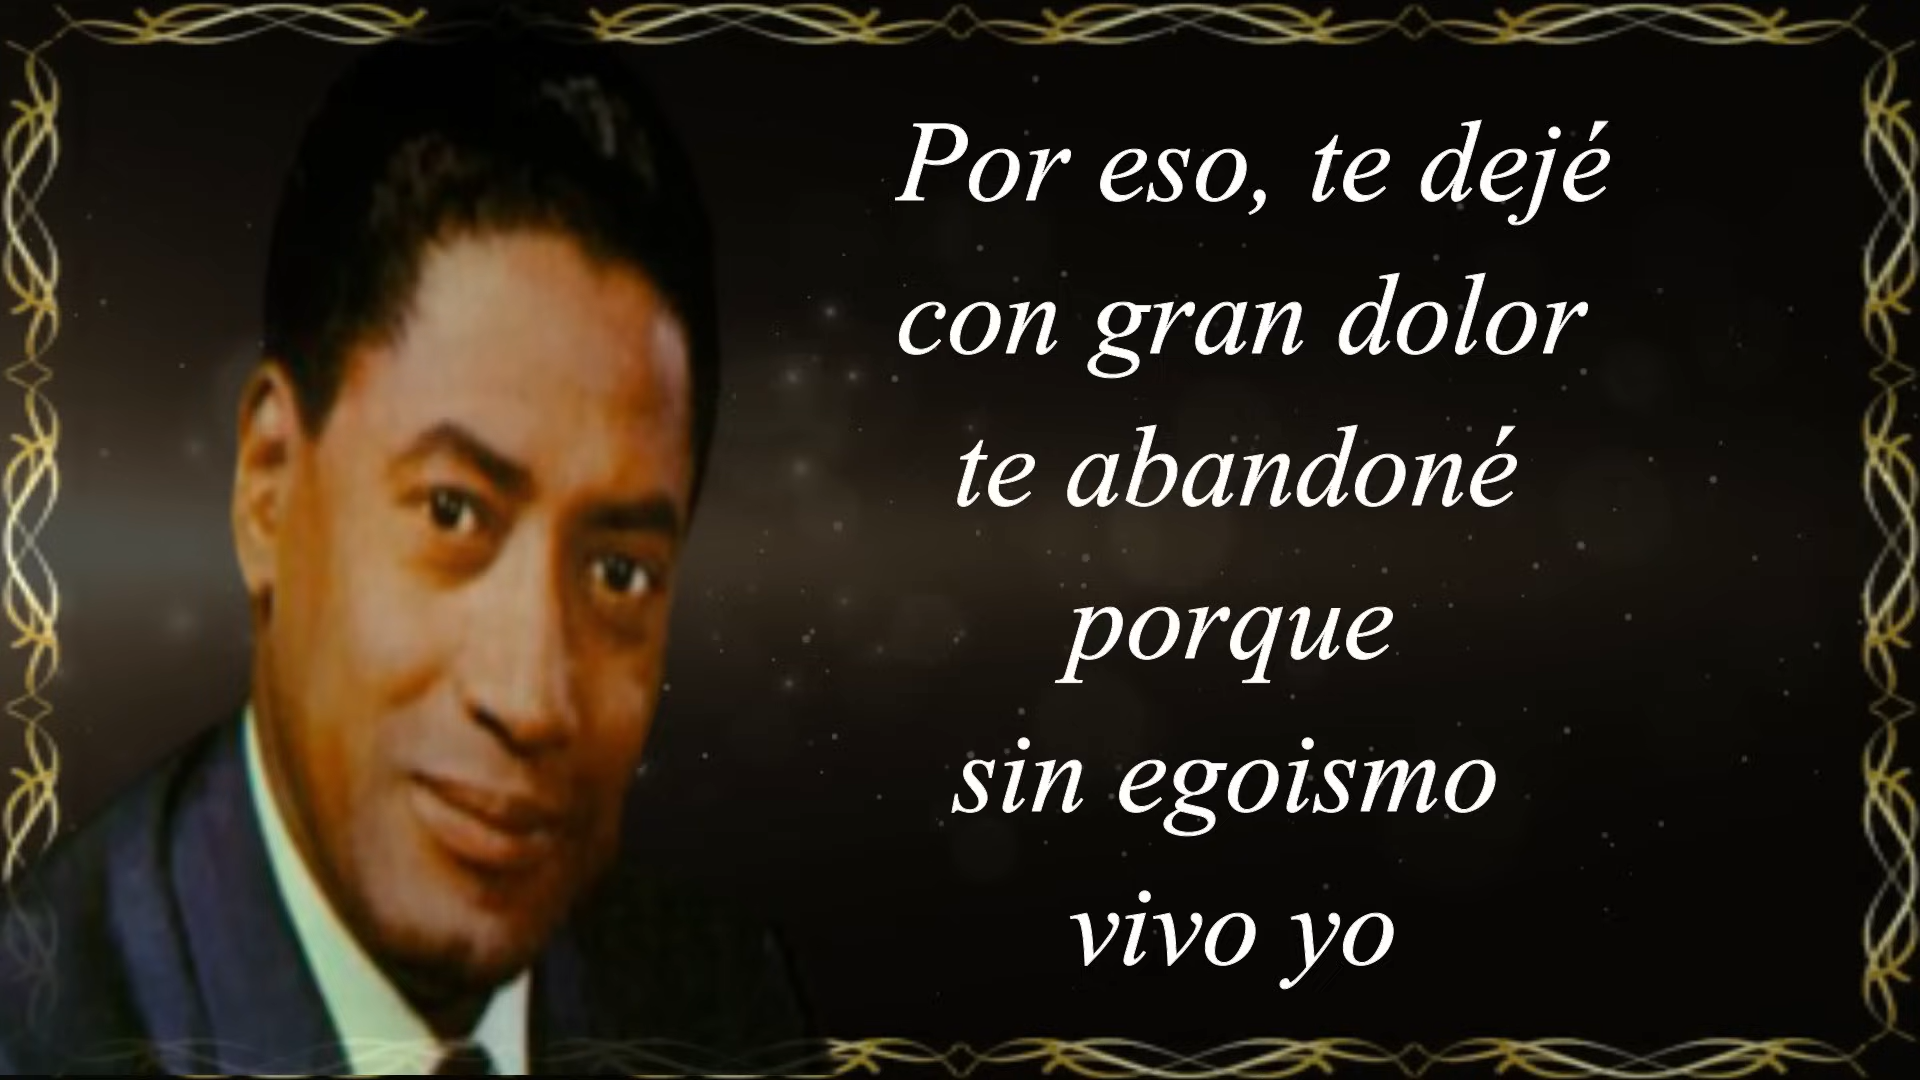 Por eso, te dejé
con gran dolor
te abandoné
porque
sin egoismo
vivo yo